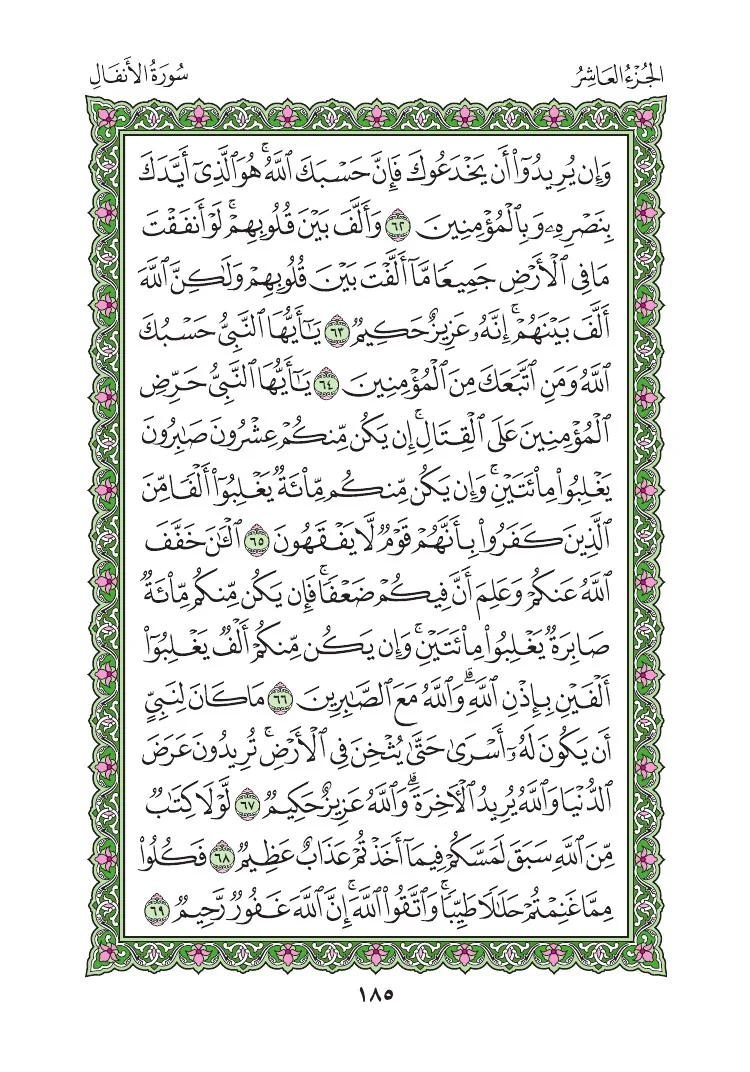 الجُزْءُ العَاشِرُ
سُورَةُ الأَنفَالِ
وَإِن يُرِيدُوٓا۟ أَن يَخْدَعُوكَ فَإِنَّ حَسْبَكَ ٱللَّهُ ۚ هُوَ ٱلَّذِىٓ أَيَّدَكَ
بِنَصْرِهِۦ وَبِٱلْمُؤْمِنِينَ ٦٢ وَأَلَّفَ بَيْنَ قُلُوبِهِمْ ۚ لَوْ أَنفَقْتَ
مَا فِى ٱلْأَرْضِ جَمِيعًا مَّآ أَلَّفْتَ بَيْنَ قُلُوبِهِمْ وَلَٰكِنَّ ٱللَّهَ
أَلَّفَ بَيْنَهُمْ ۚ إِنَّهُۥ عَزِيزٌ حَكِيمٌ ٦٣ يَٰٓأَيُّهَا ٱلنَّبِىُّ حَسْبُكَ
ٱللَّهُ وَمَنِ ٱتَّبَعَكَ مِنَ ٱلْمُؤْمِنِينَ ٦٤ يَٰٓأَيُّهَا ٱلنَّبِىُّ حَرِّضِ
ٱلْمُؤْمِنِينَ عَلَى ٱلْقِتَالِ ۚ إِن يَكُن مِّنكُمْ عِشْرُونَ صَٰبِرُونَ
يَغْلِبُوا۟ مِا۟ئَتَيْنِ ۚ وَإِن يَكُن مِّنكُم مِّا۟ئَةٌ يَغْلِبُوٓا۟ أَلْفًا مِّنَ
ٱلَّذِينَ كَفَرُوا۟ بِأَنَّهُمْ قَوْمٌ لَّا يَفْقَهُونَ ٦٥ ٱلْـَٰٔنَ خَفَّفَ
ٱللَّهُ عَنكُمْ وَعَلِمَ أَنَّ فِيكُمْ ضَعْفًا ۚ فَإِن يَكُن مِّنكُم مِّا۟ئَةٌ
صَابِرَةٌ يَغْلِبُوا۟ مِا۟ئَتَيْنِ ۚ وَإِن يَكُن مِّنكُمْ أَلْفٌ يَغْلِبُوٓا۟
أَلْفَيْنِ بِإِذْنِ ٱللَّهِ ۗ وَٱللَّهُ مَعَ ٱلصَّٰبِرِينَ ٦٦ مَا كَانَ لِنَبِىٍّ
أَن يَكُونَ لَهُۥٓ أَسْرَىٰ حَتَّىٰ يُثْخِنَ فِى ٱلْأَرْضِ ۚ تُرِيدُونَ عَرَضَ
ٱلدُّنْيَا وَٱللَّهُ يُرِيدُ ٱلْـَٔاخِرَةَ ۗ وَٱللَّهُ عَزِيزٌ حَكِيمٌ ٦٧ لَّوْلَا كِتَٰبٌ
مِّنَ ٱللَّهِ سَبَقَ لَمَسَّكُمْ فِيمَآ أَخَذْتُمْ عَذَابٌ عَظِيمٌ ٦٨ فَكُلُوا۟
مِمَّا غَنِمْتُمْ حَلَٰلًا طَيِّبًا ۚ وَٱتَّقُوا۟ ٱللَّهَ ۚ إِنَّ ٱللَّهَ غَفُورٌ رَّحِيمٌ ٦٩
١٨٥